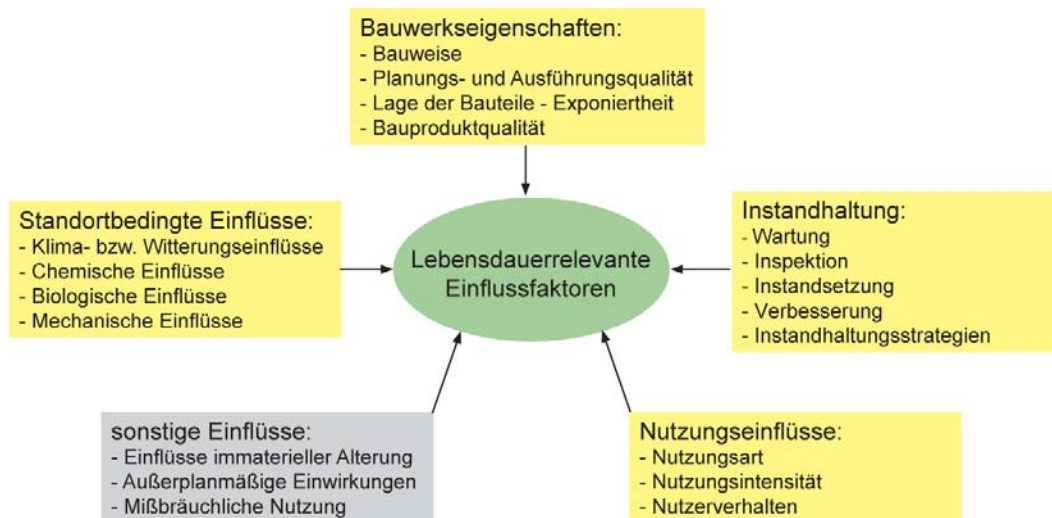 Bauwerkseigenschaften:
- Bauweise
- Planungs- und Ausführungsqualität
- Lage der Bauteile - Exponiertheit
- Bauproduktqualität
Standortbedingte Einflüsse:
- Klima- bzw. Witterungseinflüsse
- Chemische Einflüsse
- Biologische Einflüsse
- Mechanische Einflüsse
Lebensdauerrelevante
Einflussfaktoren
Instandhaltung:
- Wartung
- Inspektion
- Instandsetzung
- Verbesserung
- Instandhaltungsstrategien
sonstige Einflüsse:
- Einflüsse immaterieller Alterung
- Außerplanmäßige Einwirkungen
- Mißbräuchliche Nutzung
Nutzungseinflüsse:
- Nutzungsart
- Nutzungsintensität
- Nutzerverhalten